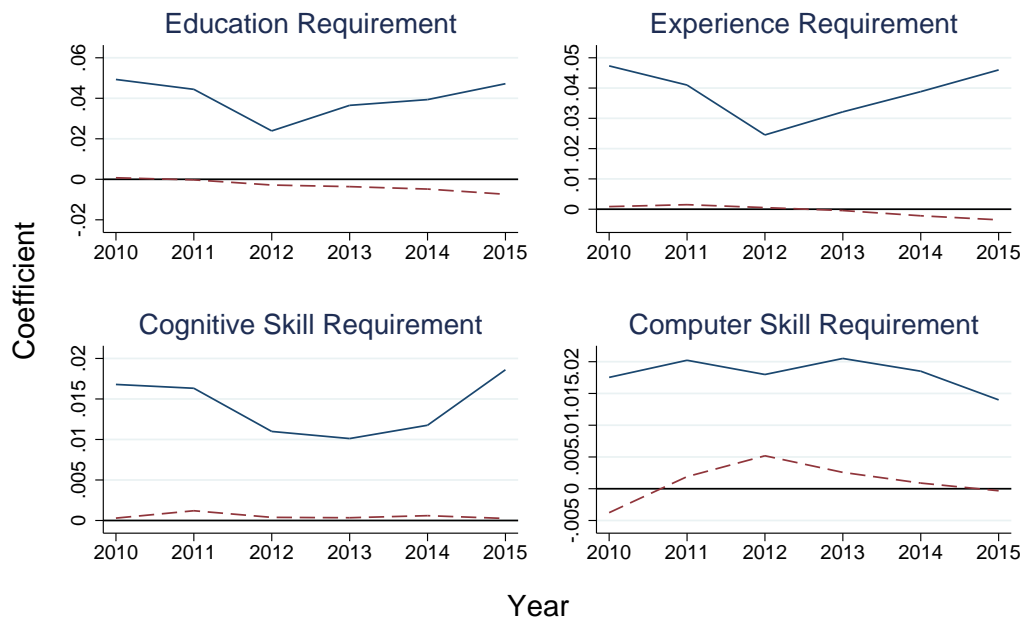 Education Requirement
Experience Requirement
.06
.04
.02
0
-.02
2010 2011 2012 2013 2014 2015
.05
.04
.03
.02
.01
0
2010 2011 2012 2013 2014 2015
Coefficient
Cognitive Skill Requirement
Computer Skill Requirement
.02
.015
.01
.005
0
2010 2011 2012 2013 2014 2015
.02
.015
.01
.005
0
-.005
2010 2011 2012 2013 2014 2015
Year